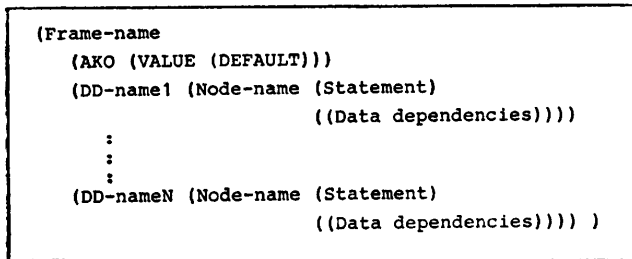 (Frame-name
(AKO (VALUE (DEFAULT)))
(DD-name1 (Node-name (Statement)
((Data dependencies))))
:
:
:
(DD-nameN (Node-name (Statement)
((Data dependencies)))) )